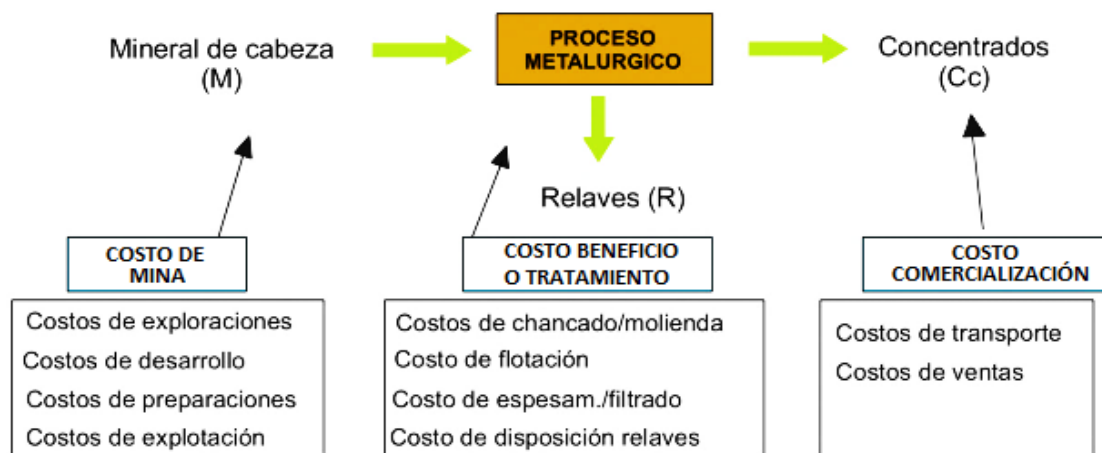 Mineral de cabeza
(M)
PROCESO
METALURGICO
Concentrados
(Cc)
Relaves (R)
COSTO DE
MINA
COSTO BENEFICIO
O TRATAMIENTO
COSTO
COMERCIALIZACIÓN
Costos de exploraciones
Costos de desarrollo
Costos de preparaciones
Costos de explotación
Costos de chancado/molienda
Costo de flotación
Costo de espesam./filtrado
Costo de disposición relaves
Costos de transporte
Costos de ventas